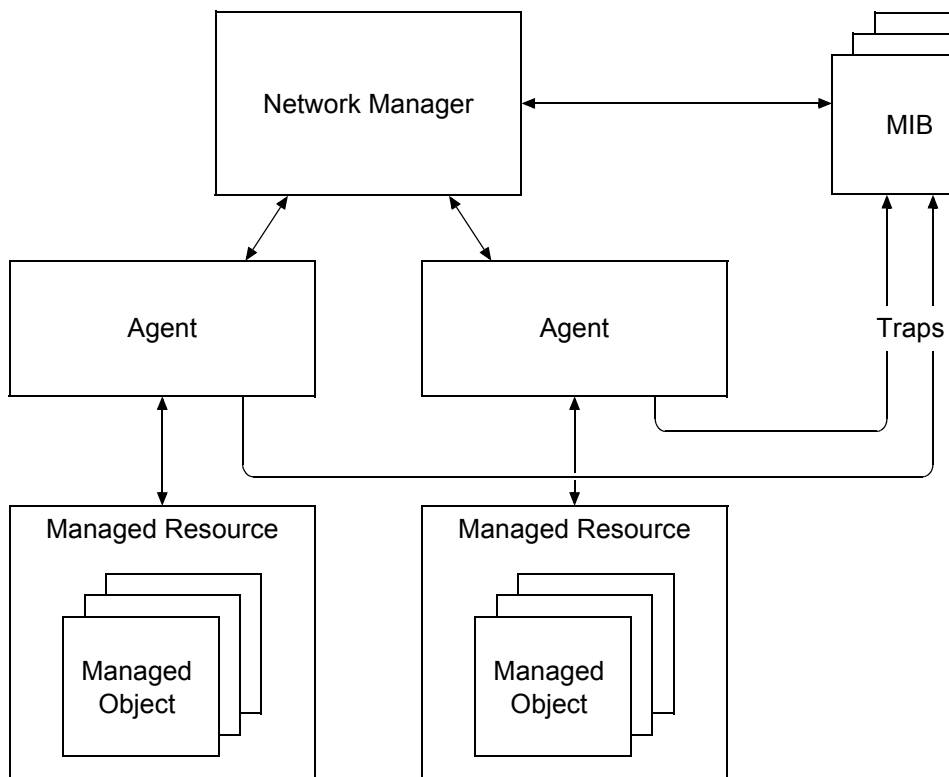 Network Manager
MIB
Agent
Agent
Traps
Managed Resource
Managed Resource
Managed
Object
Managed
Object